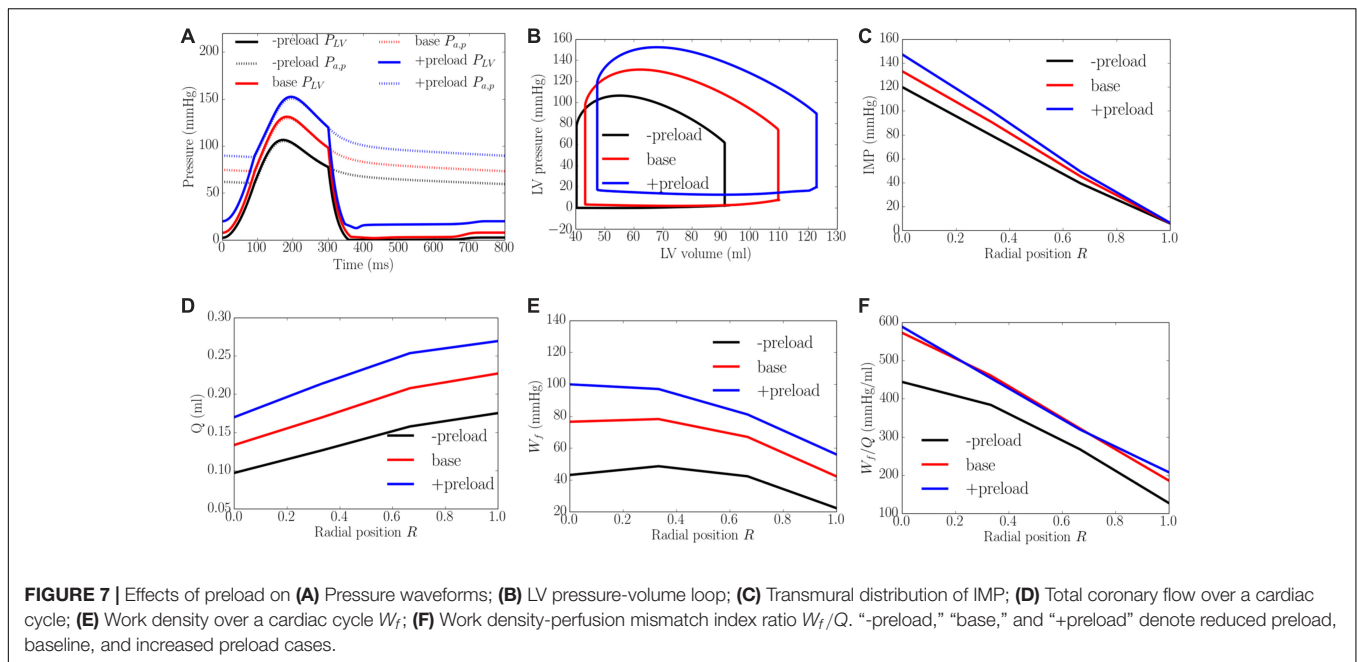 A
-preload P_LV
-preload P_a,p
base P_LV
base P_a,p
+preload P_LV
+preload P_a,p
Pressure (mmHg)
200
150
100
50
0
0 100 200 300 400 500 600 700 800
Time (ms)
B
LV pressure (mmHg)
160
140
120
100
80
60
40
20
0
−20
-preload
base
+preload
40 50 60 70 80 90 100 110 120 130
LV volume (ml)
C
IMP (mmHg)
160
140
120
100
80
60
40
20
0
-preload
base
+preload
0.0 0.2 0.4 0.6 0.8 1.0
Radial position R
D
Q (ml)
0.30
0.25
0.20
0.15
0.10
0.05
-preload
base
+preload
0.0 0.2 0.4 0.6 0.8 1.0
Radial position R
E
W_f (mmHg)
140
120
100
80
60
40
20
-preload
base
+preload
0.0 0.2 0.4 0.6 0.8 1.0
Radial position R
F
W_f/Q (mmHg/ml)
600
500
400
300
200
100
-preload
base
+preload
0.0 0.2 0.4 0.6 0.8 1.0
Radial position R
FIGURE 7 | Effects of preload on (A) Pressure waveforms; (B) LV pressure-volume loop; (C) Transmural distribution of IMP; (D) Total coronary flow over a cardiac
cycle; (E) Work density over a cardiac cycle W_f; (F) Work density-perfusion mismatch index ratio W_f/Q. “-preload,” “base,” and “+preload” denote reduced preload,
baseline, and increased preload cases.